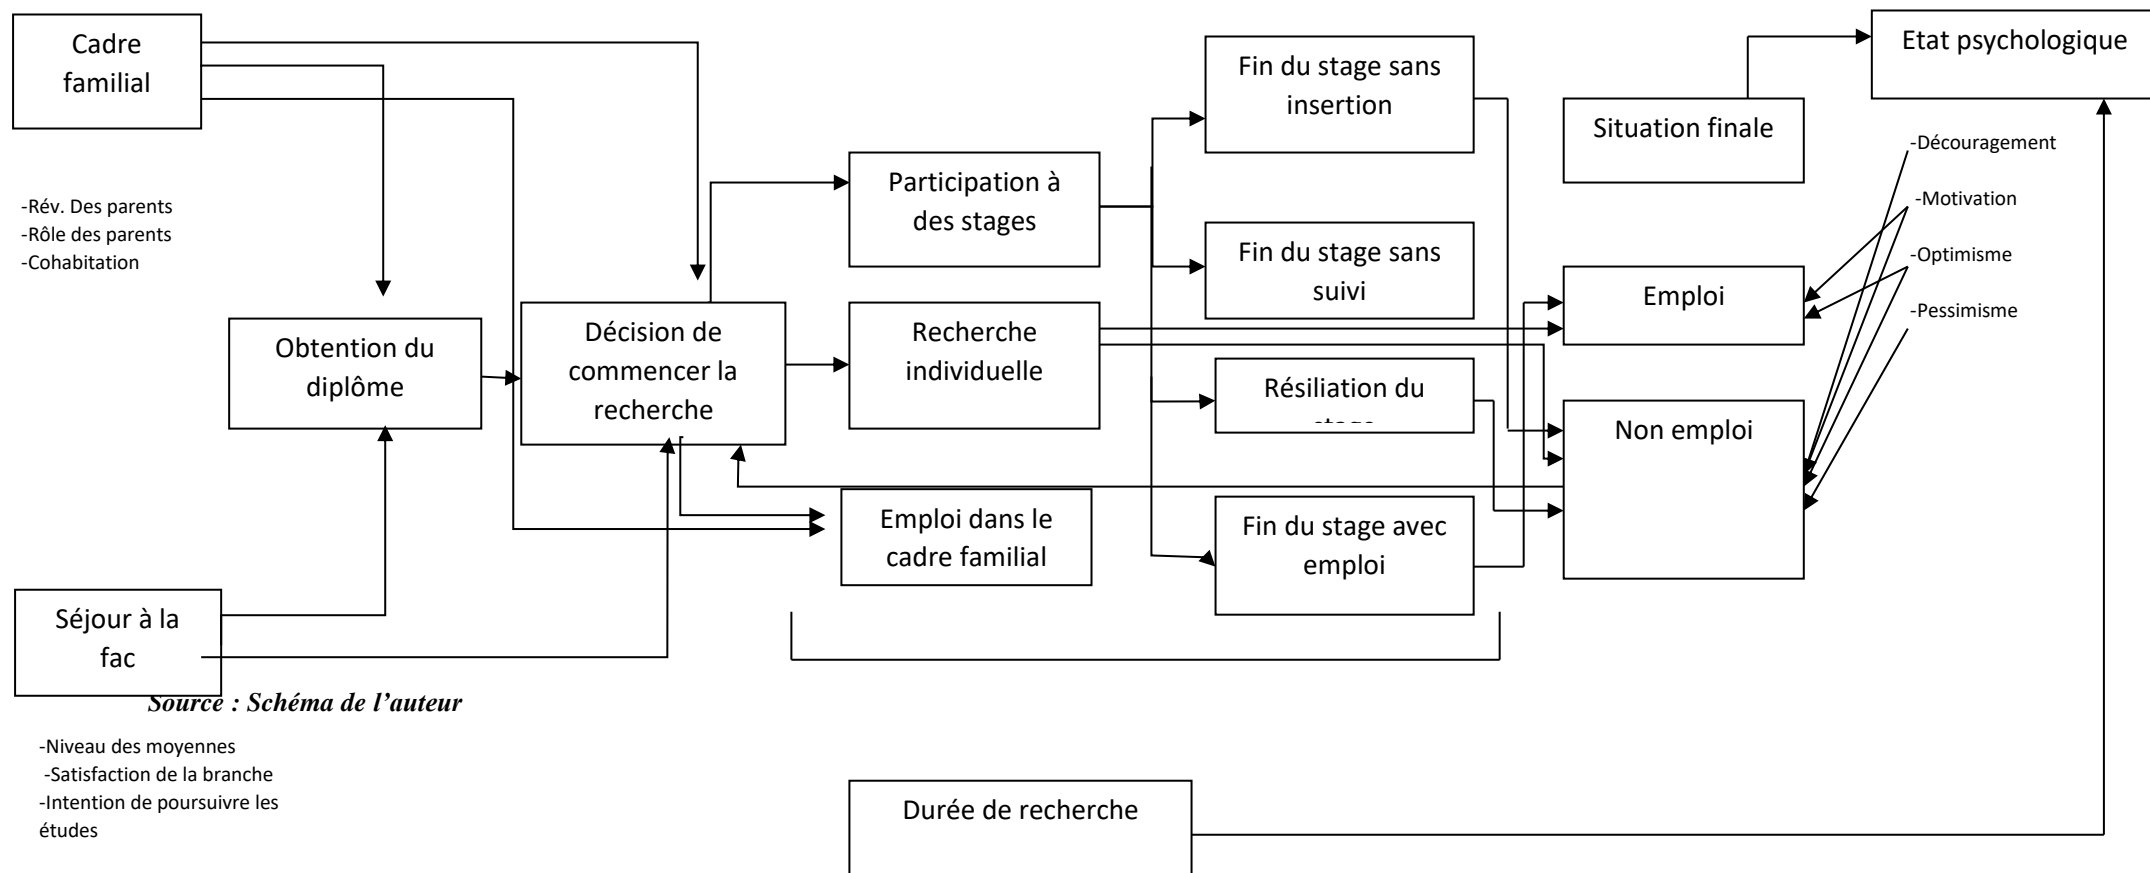 Cadre
familial
-Rév. Des parents
-Rôle des parents
-Cohabitation
Obtention du
diplôme
Séjour à la
fac
Source : Schéma de l’auteur
-Niveau des moyennes
-Satisfaction de la branche
-Intention de poursuivre les
études
Décision de
commencer la
recherche
Participation à
des stages
Recherche
individuelle
Emploi dans le
cadre familial
Fin du stage sans
insertion
Fin du stage sans
suivi
Résiliation du
Fin du stage avec
emploi
Durée de recherche
Situation finale
Emploi
Non emploi
Etat psychologique
-Découragement
-Motivation
-Optimisme
-Pessimisme